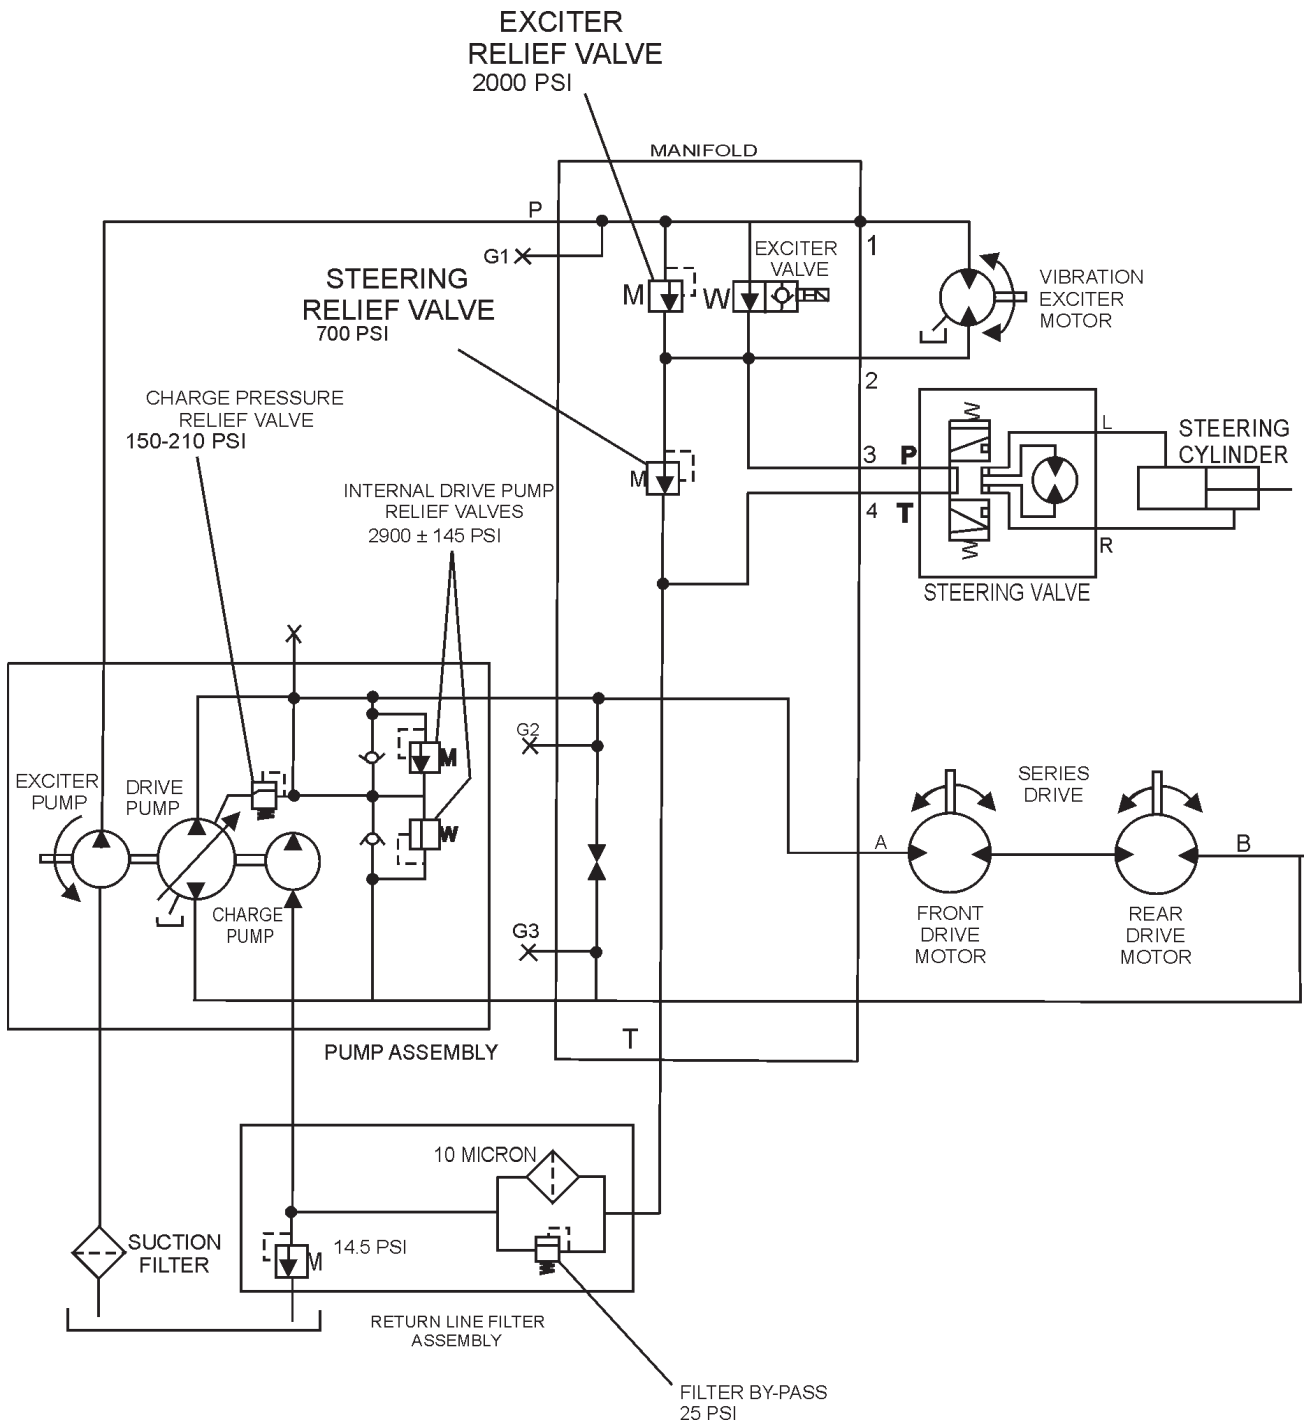 EXCITER
RELIEF VALVE
2000 PSI
MANIFOLD
P
1
G1
EXCITER
VALVE
STEERING
RELIEF VALVE
700 PSI
M
W
VIBRATION
EXCITER
MOTOR
2
CHARGE PRESSURE
RELIEF VALVE
150-210 PSI
W
3
P
L
STEERING
CYLINDER
M
INTERNAL DRIVE PUMP
RELIEF VALVES
2900 ± 145 PSI
4
T
W
R
STEERING VALVE
G2
M
EXCITER
PUMP
DRIVE
PUMP
W
SERIES
DRIVE
W
A
B
CHARGE
PUMP
G3
FRONT
DRIVE
MOTOR
REAR
DRIVE
MOTOR
T
PUMP ASSEMBLY
10 MICRON
SUCTION
FILTER
14.5 PSI
M
W
RETURN LINE FILTER
ASSEMBLY
FILTER BY-PASS
25 PSI